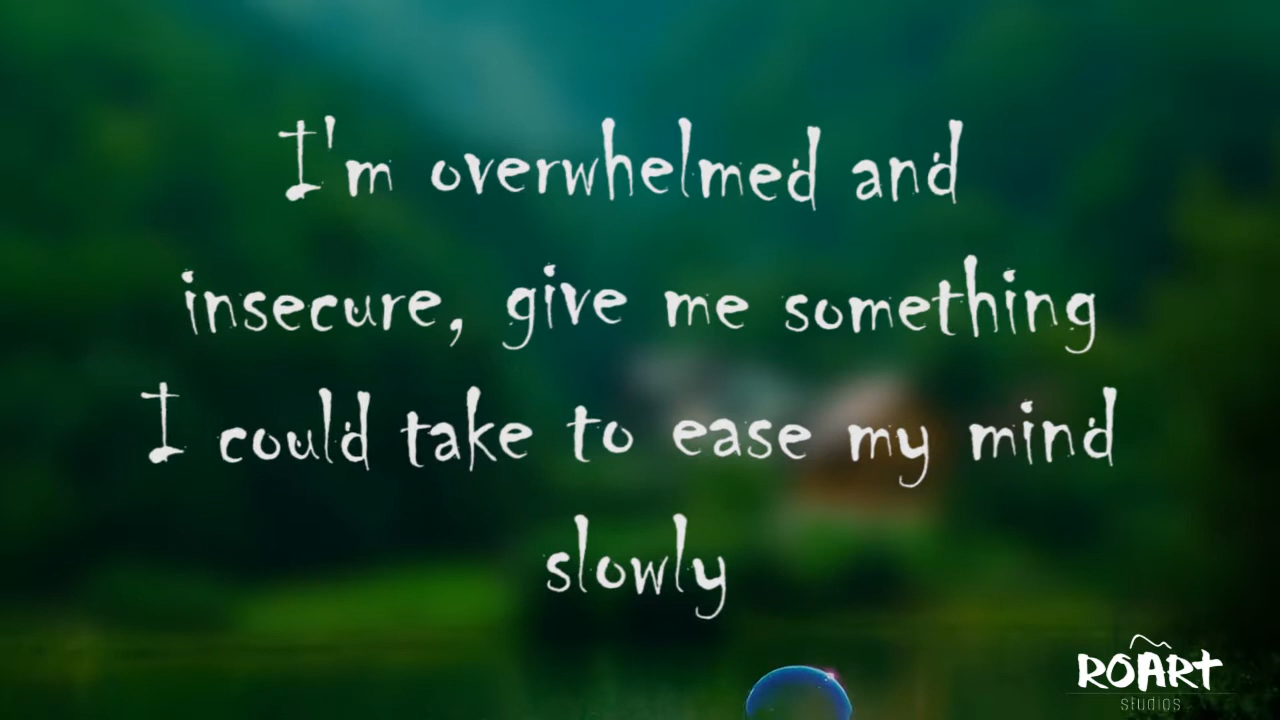 I'm overwhelmed and
insecure, give me something
I could take to ease my mind
slowly
ROART
studios